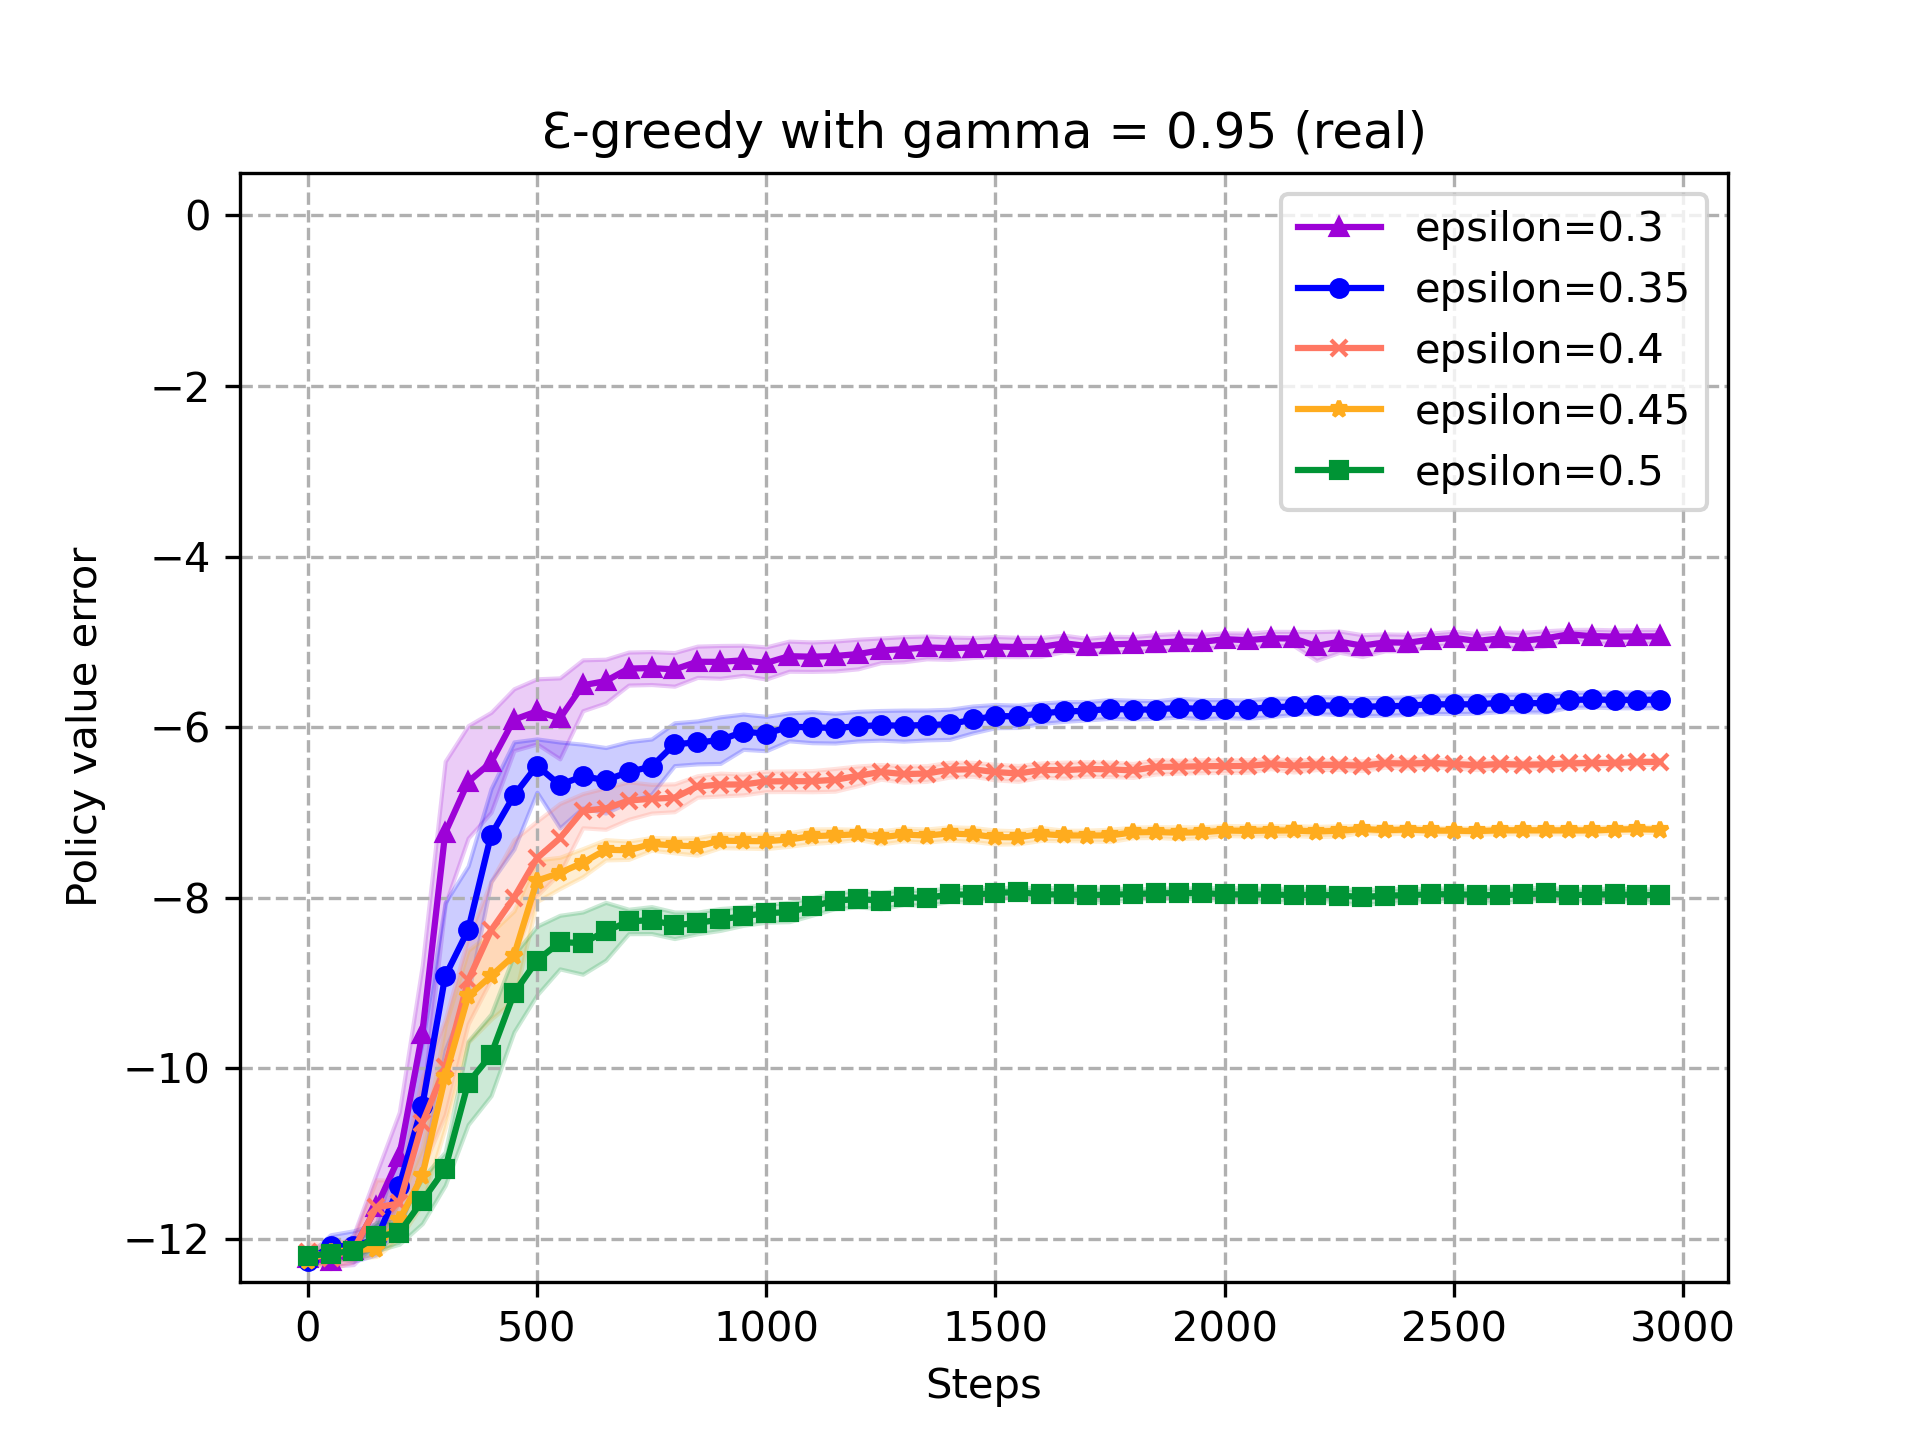 Ɛ-greedy with gamma = 0.95 (real)
epsilon=0.3
epsilon=0.35
epsilon=0.4
epsilon=0.45
epsilon=0.5
Policy value error
0
−2
−4
−6
−8
−10
−12
0 500 1000 1500 2000 2500 3000
Steps